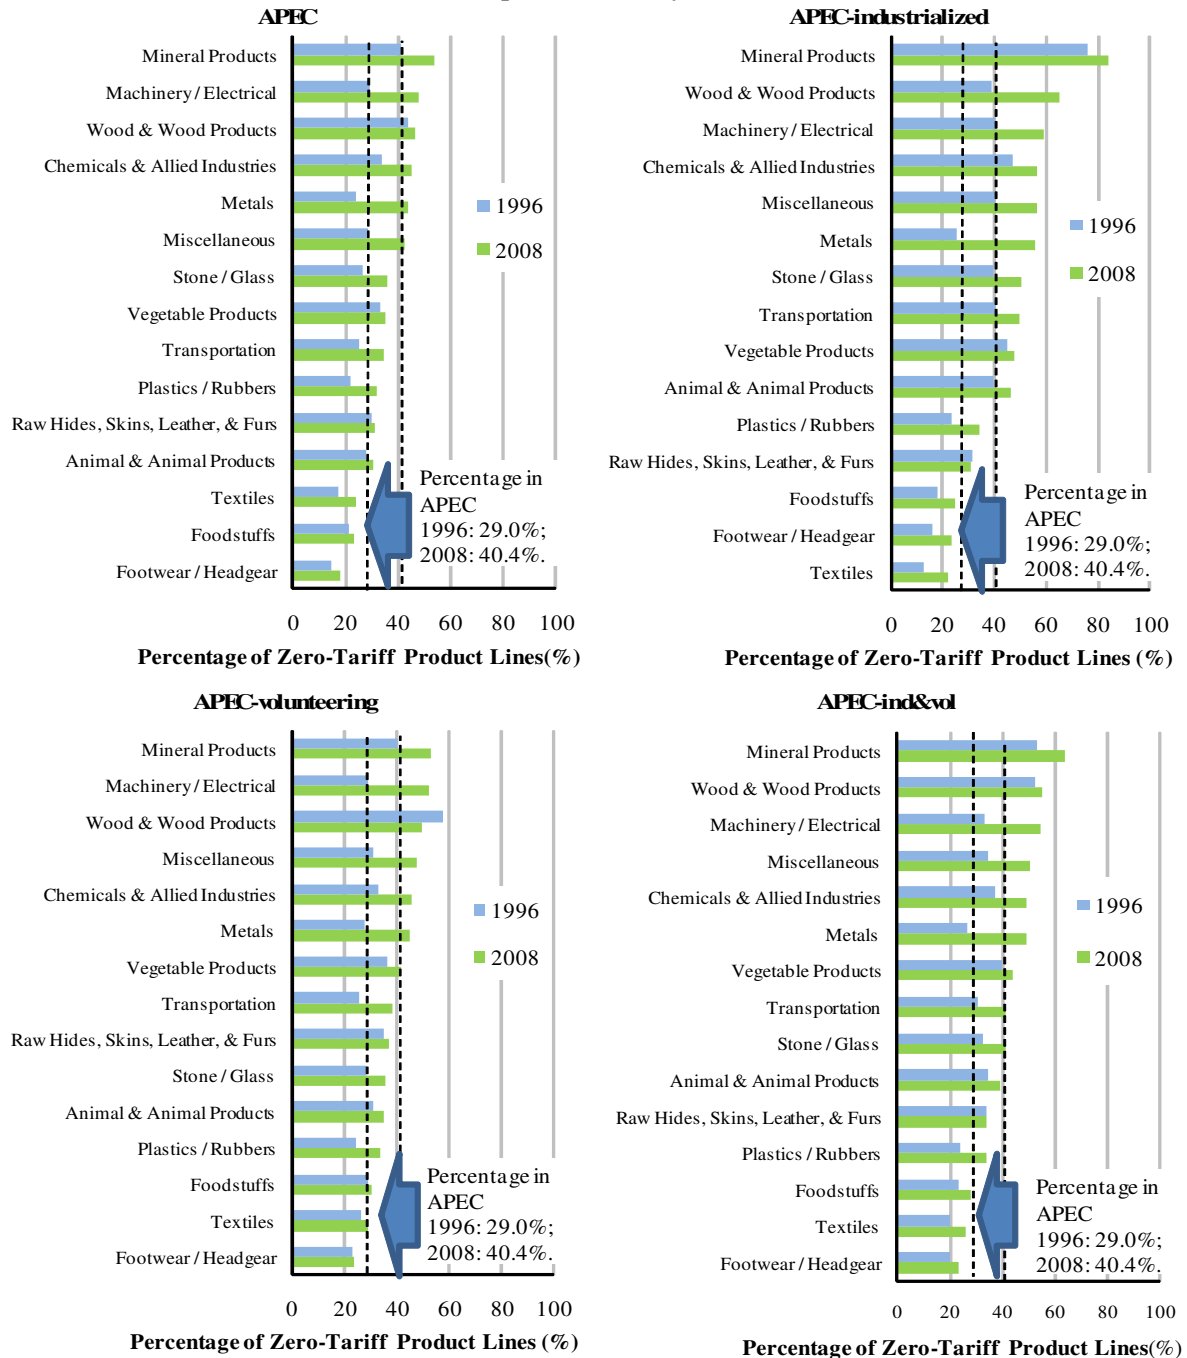 APEC
Mineral Products
Machinery / Electrical
Wood & Wood Products
Chemicals & Allied Industries
Metals
Miscellaneous
Stone / Glass
Vegetable Products
Transportation
Plastics / Rubbers
Raw Hides, Skins, Leather, & Furs
Animal & Animal Products
Textiles
Foodstuffs
Footwear / Headgear
1996
2008
Percentage in
APEC
1996: 29.0%;
2008: 40.4%.
0 20 40 60 80 100
Percentage of Zero-Tariff Product Lines(%)
APEC-industrialized
Mineral Products
Wood & Wood Products
Machinery / Electrical
Chemicals & Allied Industries
Miscellaneous
Metals
Stone / Glass
Transportation
Vegetable Products
Animal & Animal Products
Plastics / Rubbers
Raw Hides, Skins, Leather, & Furs
Foodstuffs
Footwear / Headgear
Textiles
1996
2008
Percentage in
APEC
1996: 29.0%;
2008: 40.4%.
0 20 40 60 80 100
Percentage of Zero-Tariff Product Lines (%)
APEC-volunteering
Mineral Products
Machinery / Electrical
Wood & Wood Products
Miscellaneous
Chemicals & Allied Industries
Metals
Vegetable Products
Transportation
Raw Hides, Skins, Leather, & Furs
Stone / Glass
Animal & Animal Products
Plastics / Rubbers
Foodstuffs
Textiles
Footwear / Headgear
1996
2008
Percentage in
APEC
1996: 29.0%;
2008: 40.4%.
0 20 40 60 80 100
Percentage of Zero-Tariff Product Lines (%)
APEC-ind&vol
Mineral Products
Wood & Wood Products
Machinery / Electrical
Miscellaneous
Chemicals & Allied Industries
Metals
Vegetable Products
Transportation
Stone / Glass
Animal & Animal Products
Raw Hides, Skins, Leather, & Furs
Plastics / Rubbers
Foodstuffs
Textiles
Footwear / Headgear
1996
2008
Percentage in
APEC
1996: 29.0%;
2008: 40.4%.
0 20 40 60 80 100
Percentage of Zero-Tariff Product Lines(%)